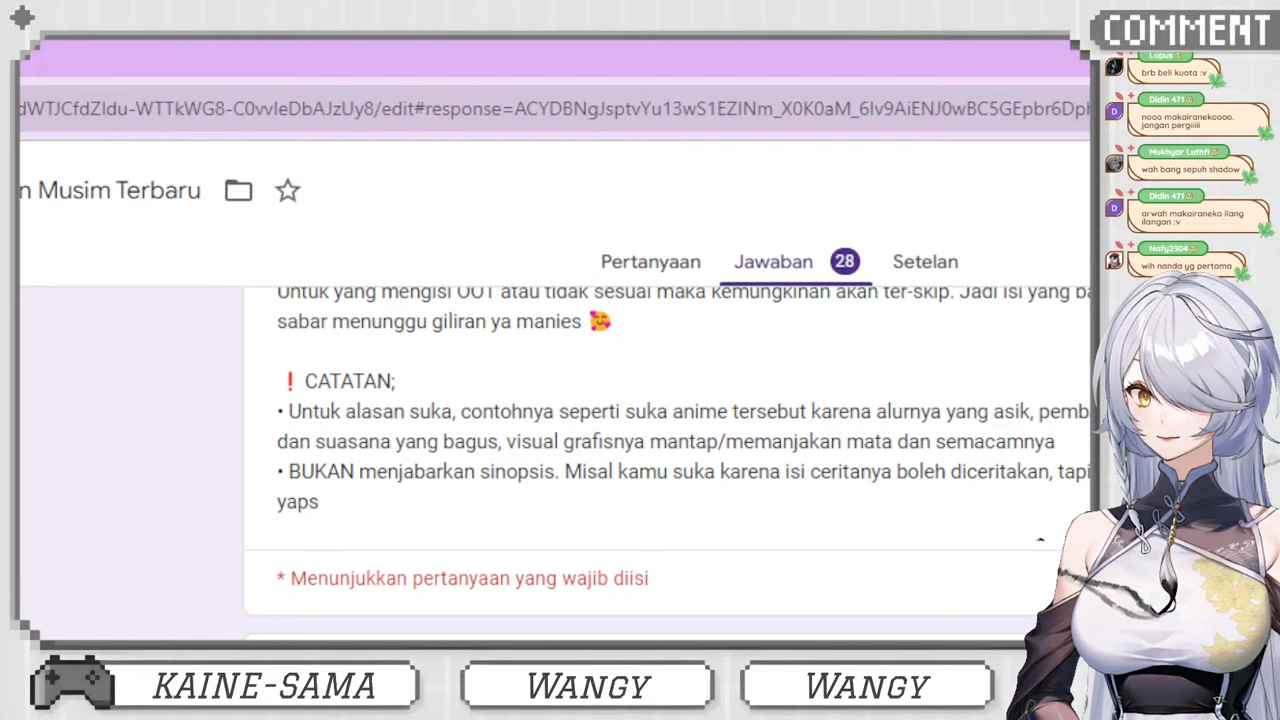 COMMENT
dWTJCfdZldu-WTTkWG8-C0vvIeDbAJzUy8/edit#response=ACYDBNgJsptvYu13wS1EZINm_X0K0aM_6Iv9AiENJ0wBC5GEpbr6Dpl
n Musim Terbaru
Pertanyaan Jawaban 28 Setelan
Untuk yang mengisi OOT atau tidak sesuai maka kemungkinan akan ter-skip. Jadi isi yang ba
sabar menunggu giliran ya manies 🥰
❗ CATATAN;
• Untuk alasan suka, contohnya seperti suka anime tersebut karena alurnya yang asik, pemb
dan suasana yang bagus, visual grafisnya mantap/memanjakan mata dan semacamnya
• BUKAN menjabarkan sinopsis. Misal kamu suka karena isi ceritanya boleh diceritakan, tapi
yaps
* Menunjukkan pertanyaan yang wajib diisi
Lupus
brb beli kuota :v
Didin 471
nooo makairanekoooo.
jangan pergiiii
Mukhyar Luthfi
wah bang sepuh shadow
Didin 471
arwah makairaneko ilang
ilangan :v
Nafy2304
wih nanda yg pertama
KAINE-SAMA
WANGY
WANGY